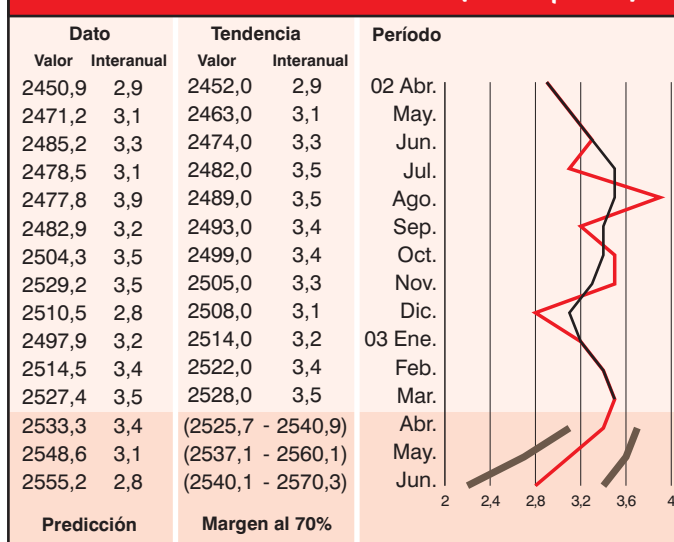 Dato Tendencia Período
Valor Interanual Valor Interanual
2450,9 2,9 2452,0 2,9 02 Abr.
2471,2 3,1 2463,0 3,1 May.
2485,2 3,3 2474,0 3,3 Jun.
2478,5 3,1 2482,0 3,5 Jul.
2477,8 3,9 2489,0 3,5 Ago.
2482,9 3,2 2493,0 3,4 Sep.
2504,3 3,5 2499,0 3,4 Oct.
2529,2 3,5 2505,0 3,3 Nov.
2510,5 2,8 2508,0 3,1 Dic.
2497,9 3,2 2514,0 3,2 03 Ene.
2514,5 3,4 2522,0 3,4 Feb.
2527,4 3,5 2528,0 3,5 Mar.
2533,3 3,4 (2525,7 - 2540,9) Abr.
2548,6 3,1 (2537,1 - 2560,1) May.
2555,2 2,8 (2540,1 - 2570,3) Jun.
2 2,4 2,8 3,2 3,6 4
Predicción Margen al 70%